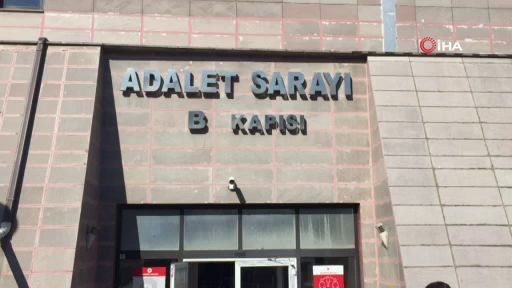 İHA
ADALET SARAYI
B KAPISI